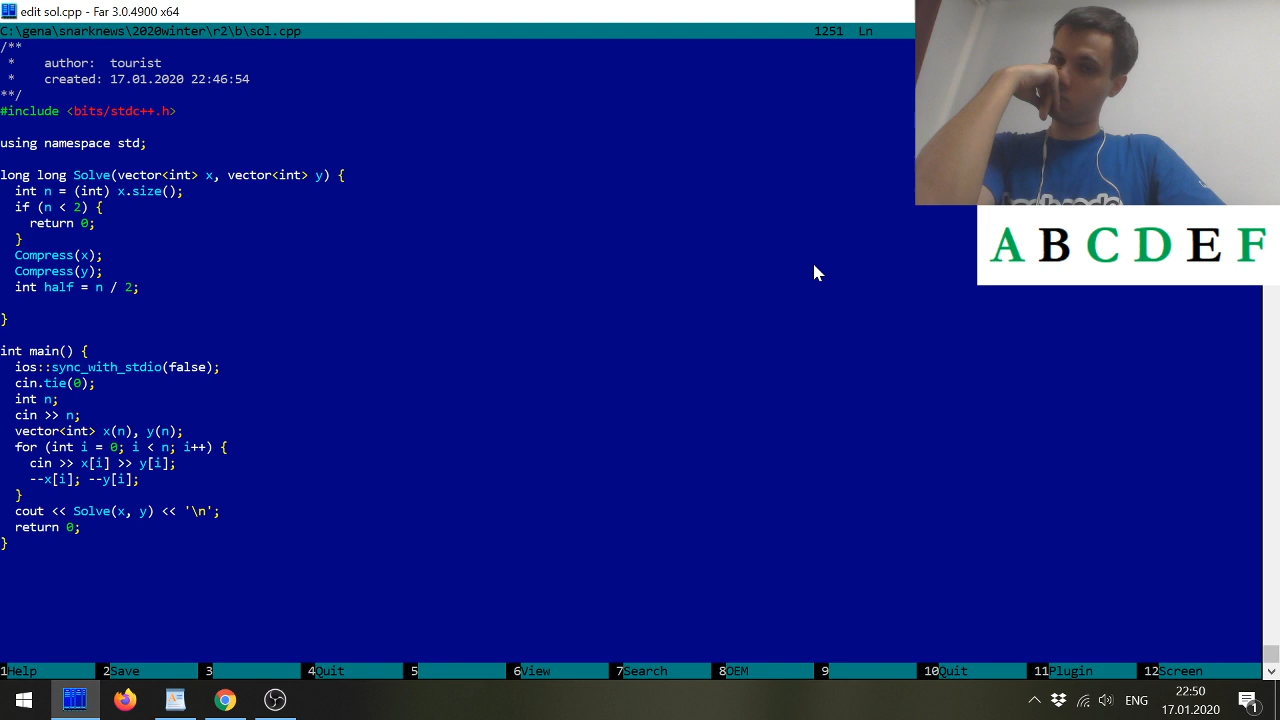 edit sol.cpp - Far 3.0.4900 x64
C:\gena\snarknews\2020winter\r2\b\sol.cpp 1251 Ln
/**
 *    author:  tourist
 *    created: 17.01.2020 22:46:54
**/
#include <bits/stdc++.h>
using namespace std;
long long Solve(vector<int> x, vector<int> y) {
  int n = (int) x.size();
  if (n < 2) {
    return 0;
  }
  Compress(x);
  Compress(y);
  int half = n / 2;
}
int main() {
  ios::sync_with_stdio(false);
  cin.tie(0);
  int n;
  cin >> n;
  vector<int> x(n), y(n);
  for (int i = 0; i < n; i++) {
    cin >> x[i] >> y[i];
    --x[i]; --y[i];
  }
  cout << Solve(x, y) << '\n';
  return 0;
}
A B C D E F
1Help 2Save 3 4Quit 5 6View 7Search 8OEM 9 10Quit 11Plugin 12Screen
ENG
22:50
17.01.2020
1